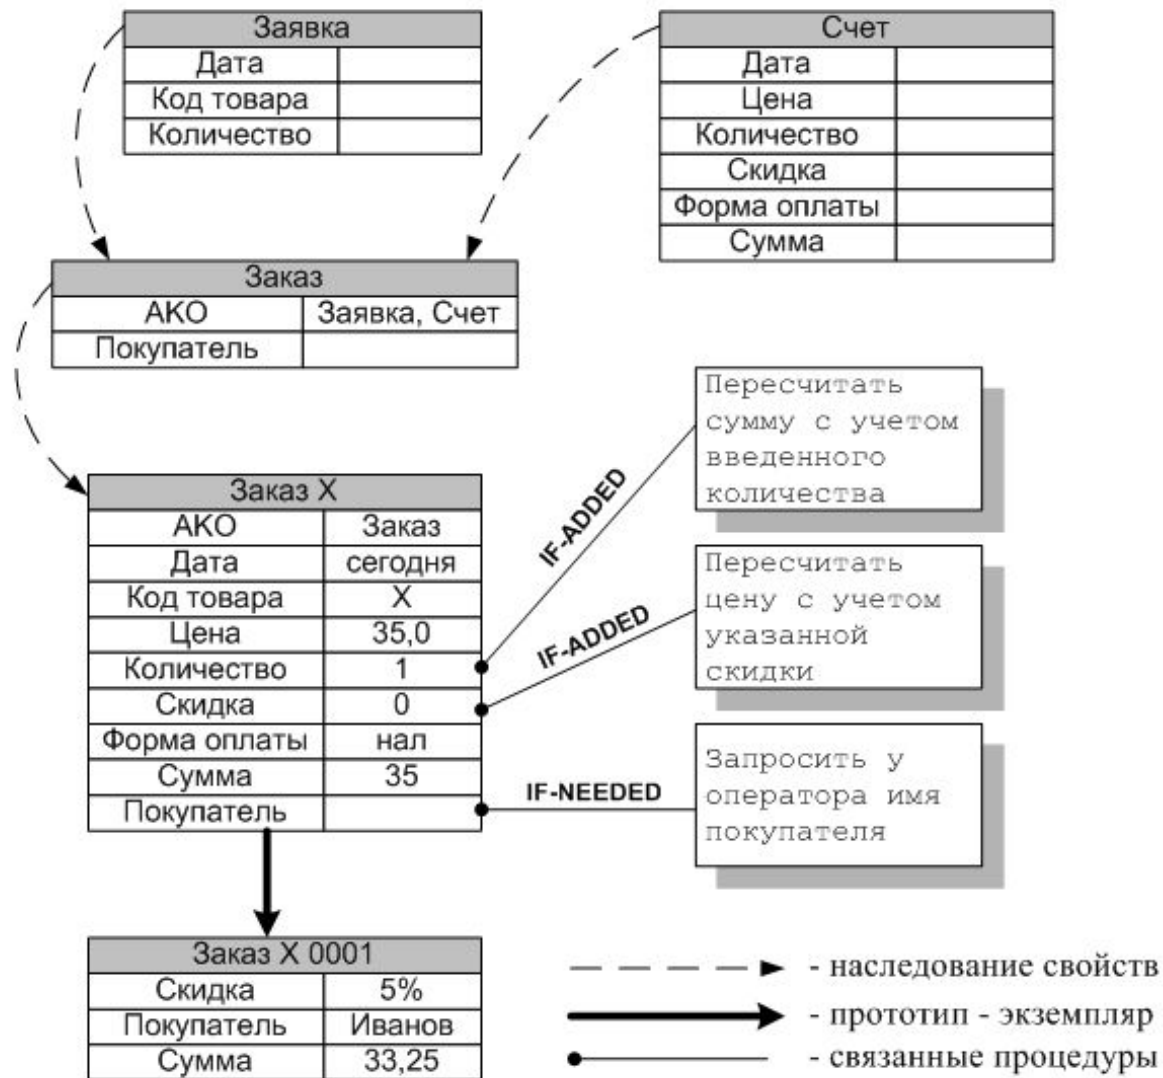 Заявка
Дата
Код товара
Количество
Счет
Дата
Цена
Количество
Скидка
Форма оплаты
Сумма
Заказ
АКО Заявка, Счет
Покупатель
Заказ X
АКО Заказ
Дата сегодня
Код товара X
Цена 35,0
Количество 1
Скидка 0
Форма оплаты нал
Сумма 35
Покупатель
IF-ADDED
Пересчитать
сумму с учетом
введенного
количества
IF-ADDED
Пересчитать
цену с учетом
указанной
скидки
IF-NEEDED
Запросить у
оператора имя
покупателя
Заказ X 0001
Скидка 5%
Покупатель Иванов
Сумма 33,25
- наследование свойств
- прототип - экземпляр
- связанные процедуры